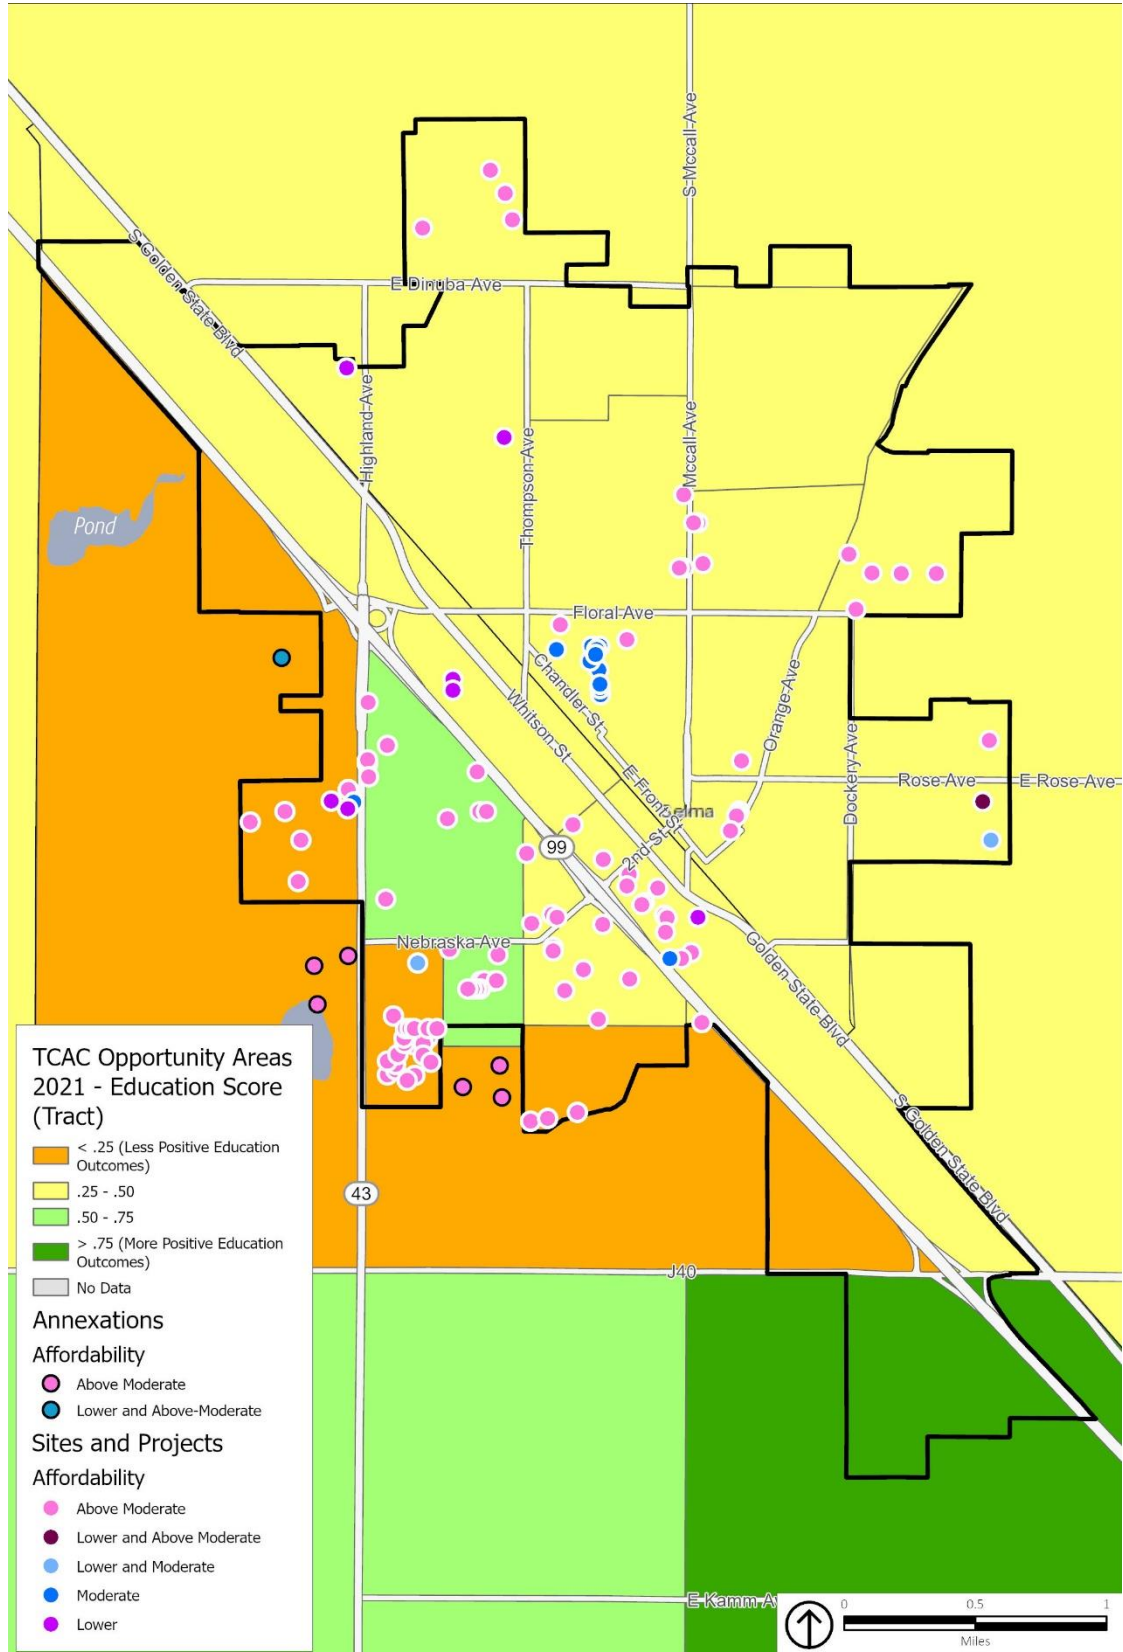 S Mccall Ave
S Golden State Blvd
E Dinuba Ave
Highland Ave
Thompson Ave
Mccall Ave
Pond
Floral Ave
Chandler St
Whitson St
Orange Ave
Dockery Ave
Rose Ave
E Rose Ave
E Front St
Selma
2nd St
99
Nebraska Ave
Golden State Blvd
S Golden State Blvd
43
J40
E Kamm Av
TCAC Opportunity Areas
2021 - Education Score
(Tract)
< .25 (Less Positive Education
Outcomes)
.25 - .50
.50 - .75
> .75 (More Positive Education
Outcomes)
No Data
Annexations
Affordability
Above Moderate
Lower and Above-Moderate
Sites and Projects
Affordability
Above Moderate
Lower and Above Moderate
Lower and Moderate
Moderate
Lower
0 0.5 1
Miles